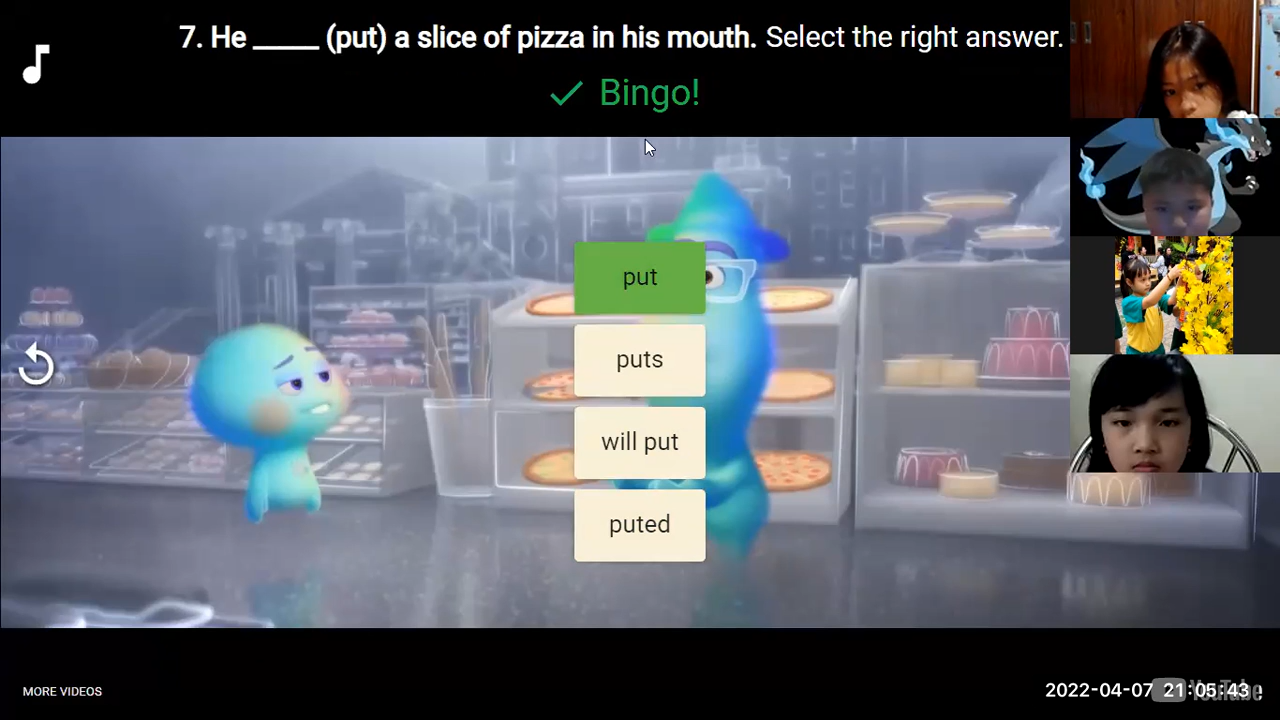 7. He _____ (put) a slice of pizza in his mouth. Select the right answer.
Bingo!
put
puts
will put
puted
MORE VIDEOS
2022-04-07 21:05:43
YouTube